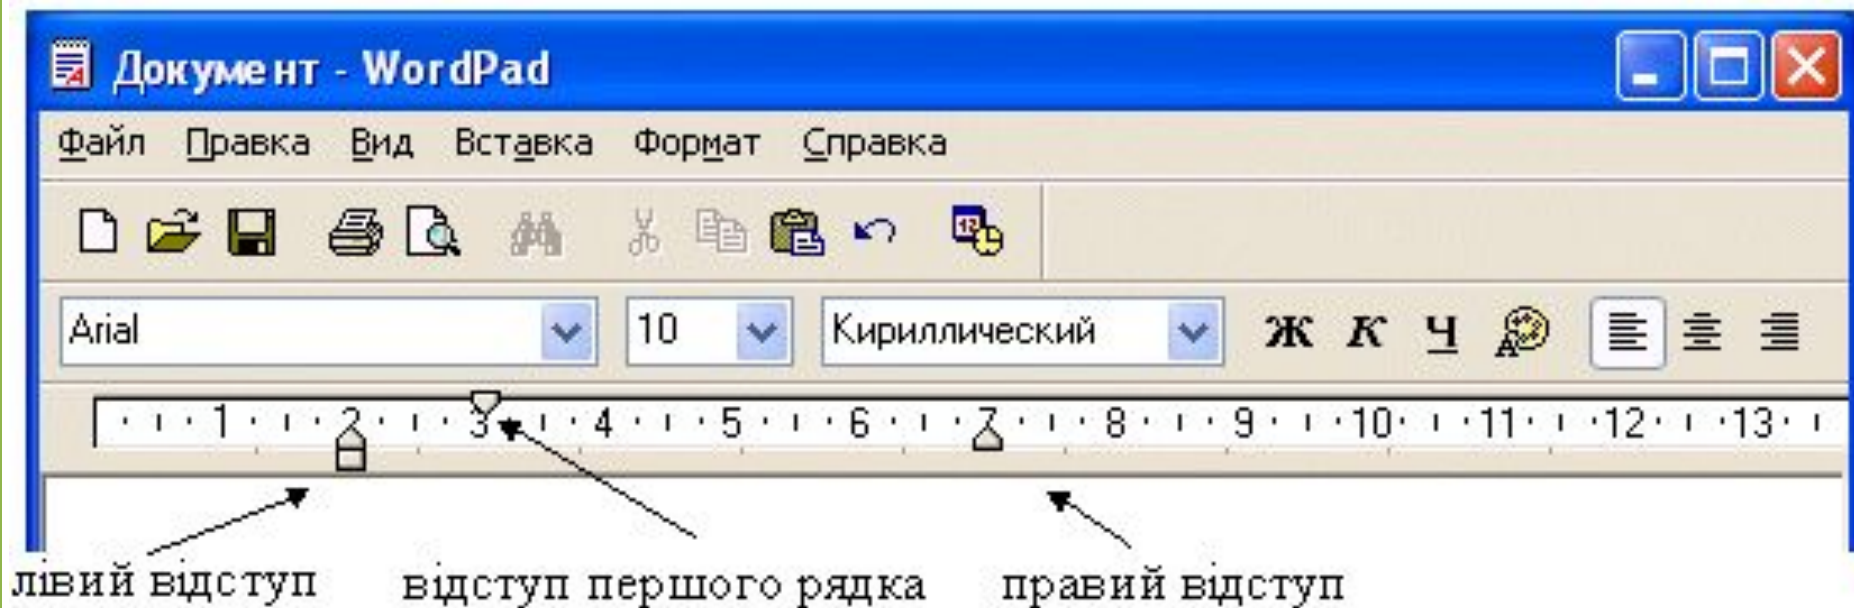 Документ - WordPad
Файл Правка Вид Вставка Формат Справка
12
Arial 10 Кириллический Ж К Ч А
1 2 3 4 5 6 7 8 9 10 11 12 13
лівий відступ відступ першого рядка правий відступ